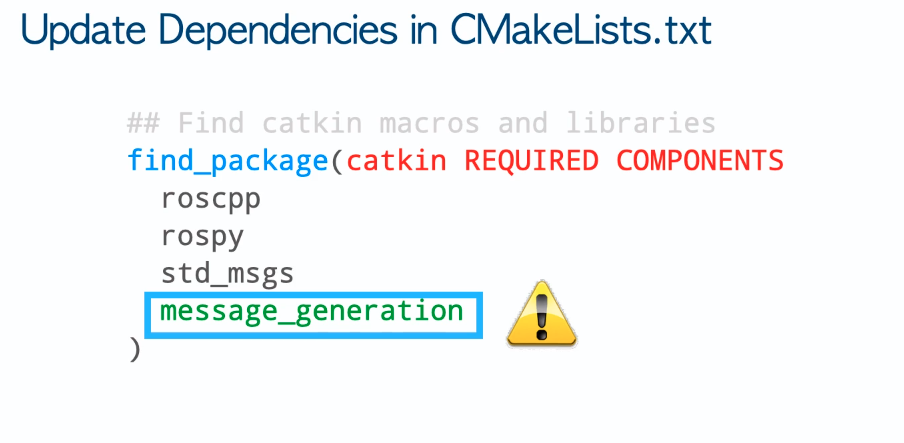 Update Dependencies in CMakeLists.txt
## Find catkin macros and libraries
find_package(catkin REQUIRED COMPONENTS
roscpp
rospy
std_msgs
message_generation
)